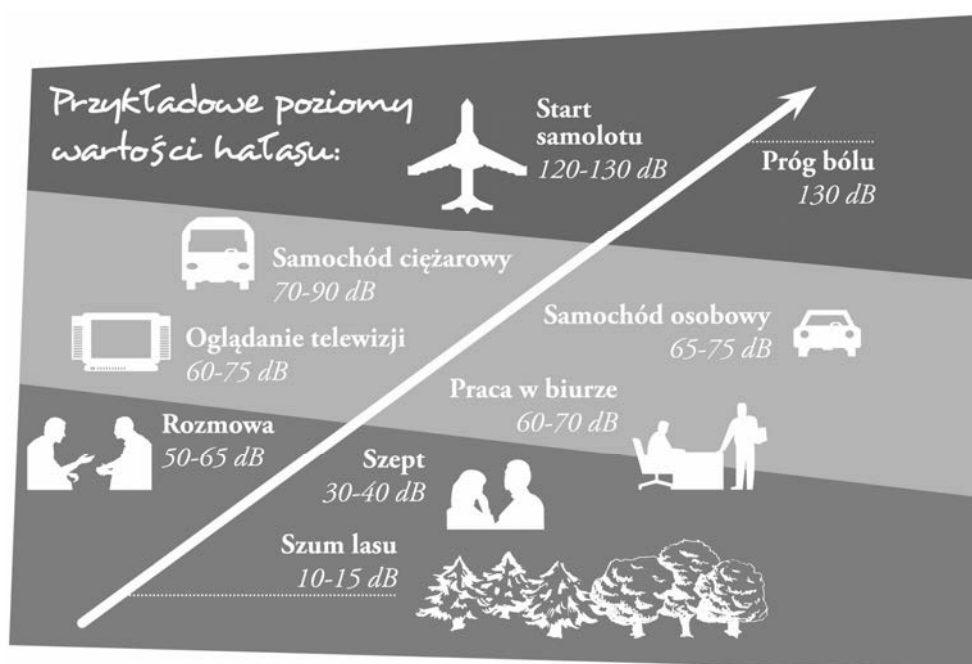 Przykładowe poziomy
wartości hałasu:
Start
samolotu
120-130 dB
Próg bólu
130 dB
Samochód ciężarowy
70-90 dB
Samochód osobowy
65-75 dB
Oglądanie telewizji
60-75 dB
Praca w biurze
60-70 dB
Rozmowa
50-65 dB
Szept
30-40 dB
Szum lasu
10-15 dB